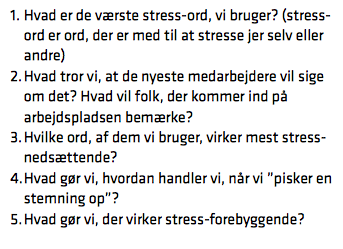 1. Hvad er de værste stress-ord, vi bruger? (stress-
ord er ord, der er med til at stresse jer selv eller
andre)
2. Hvad tror vi, at de nyeste medarbejdere vil sige
om det? Hvad vil folk, der kommer ind på
arbejdspladsen bemærke?
3. Hvilke ord, af dem vi bruger, virker mest stress-
nedsættende?
4. Hvad gør vi, hvordan handler vi, når vi ”pisker en
stemning op”?
5. Hvad gør vi, der virker stress-forebyggende?